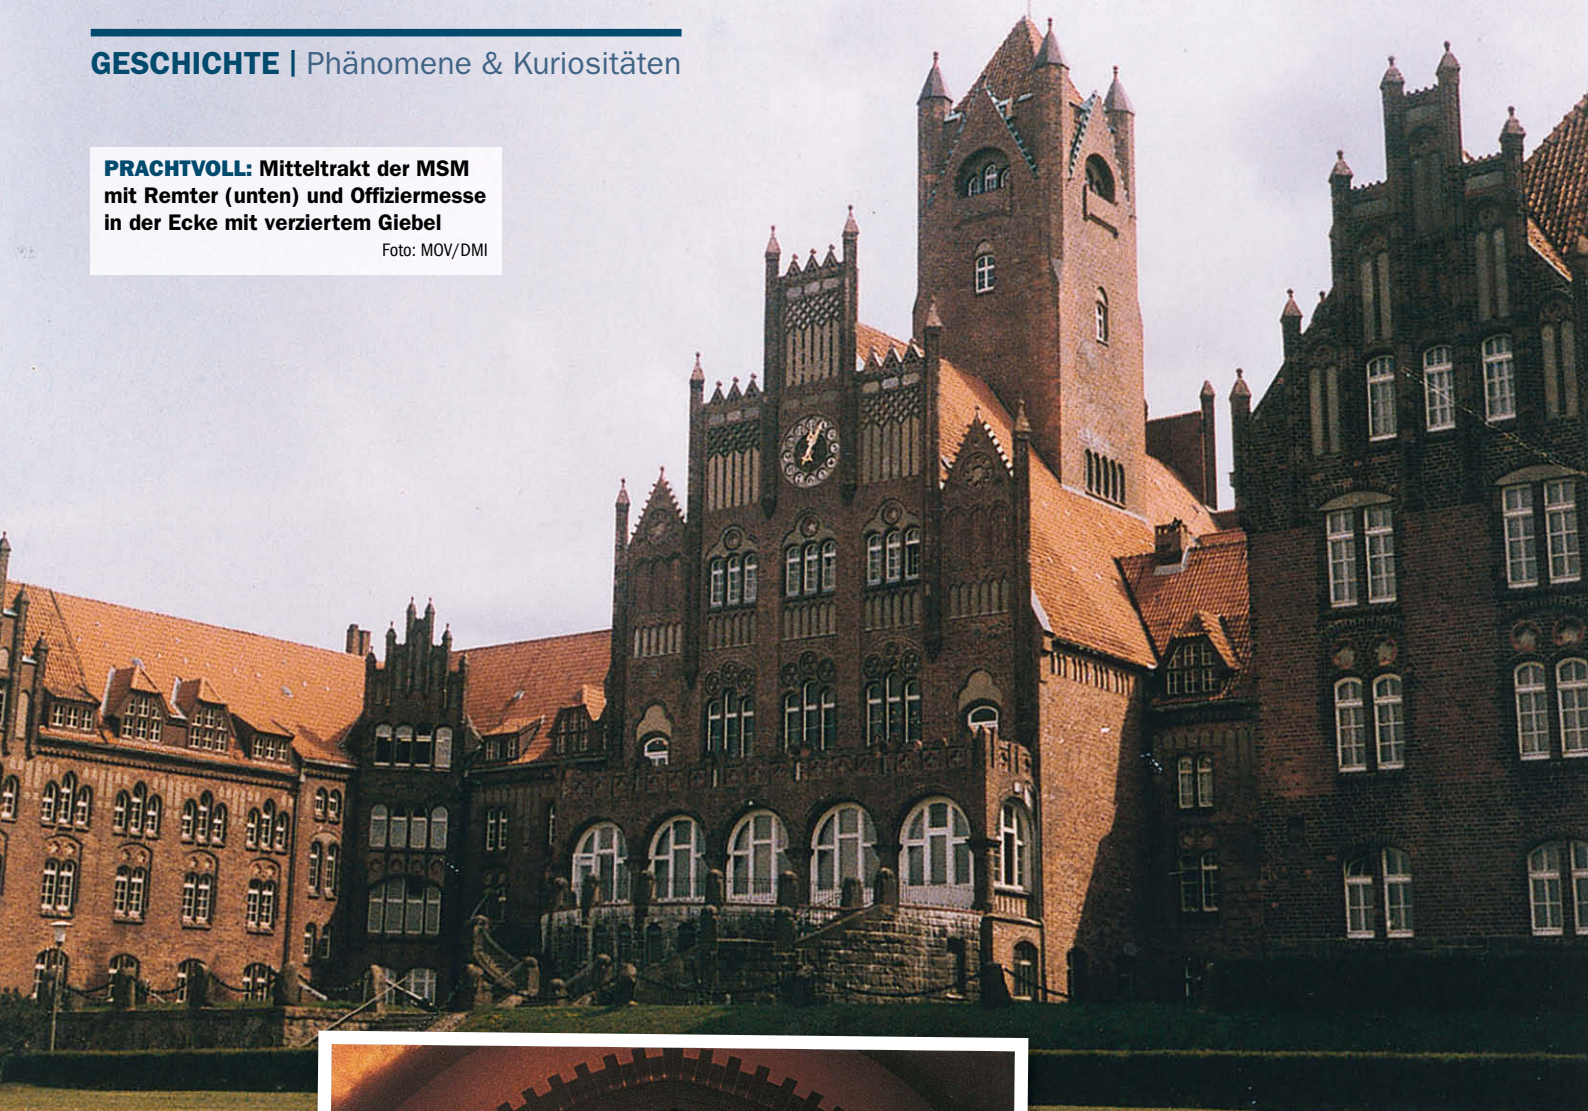 GESCHICHTE | Phänomene & Kuriositäten
PRACHTVOLL: Mitteltrakt der MSM
mit Remter (unten) und Offiziermesse
in der Ecke mit verziertem Giebel
Foto: MOV/DMI